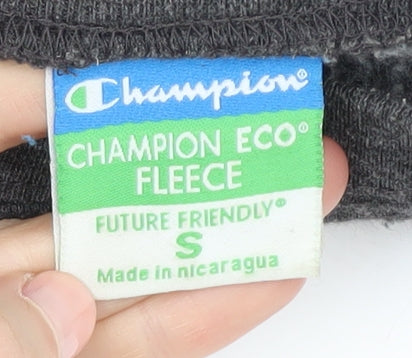 Champion®
CHAMPION ECO®
FLEECE
FUTURE FRIENDLY®
S
Made in nicaragua